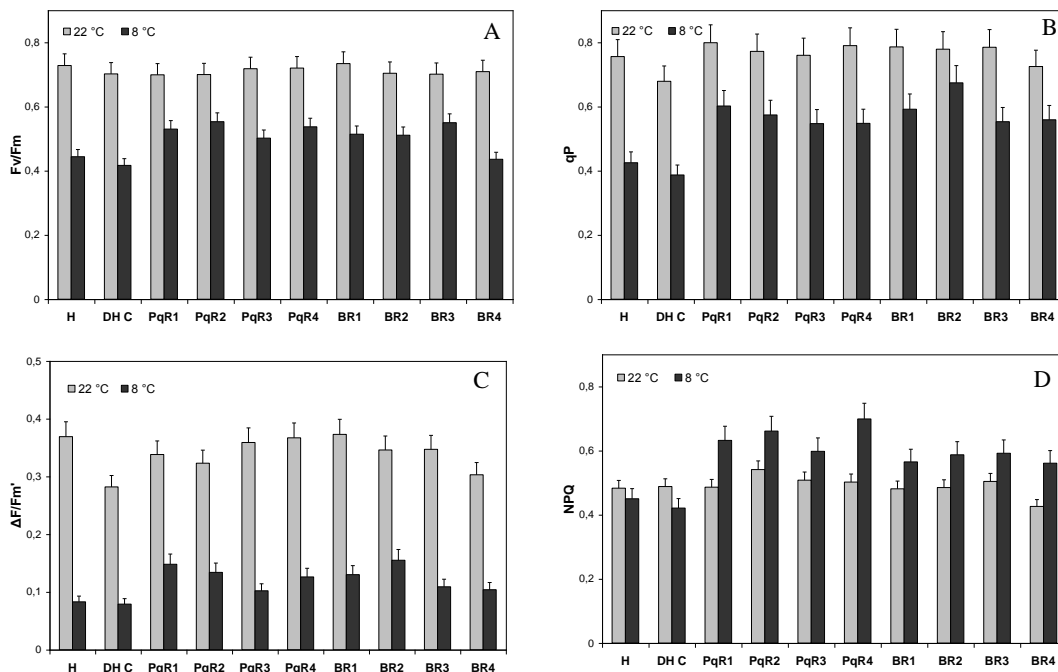 22 °C 8 °C A
0,8
0,6
0,4
0,2
0
Fv/Fm
H DH C PqR1 PqR2 PqR3 PqR4 BR1 BR2 BR3 BR4
22 °C 8 °C B
0,8
0,6
0,4
0,2
0
qP
H DH C PqR1 PqR2 PqR3 PqR4 BR1 BR2 BR3 BR4
0,5
22 °C 8 °C C
0,4
0,3
0,2
0,1
0
ΔF/Fm'
H DH C PqR1 PqR2 PqR3 PqR4 BR1 BR2 BR3 BR4
22 °C 8 °C D
0,8
0,6
0,4
0,2
0
NPQ
H DH C PqR1 PqR2 PqR3 PqR4 BR1 BR2 BR3 BR4